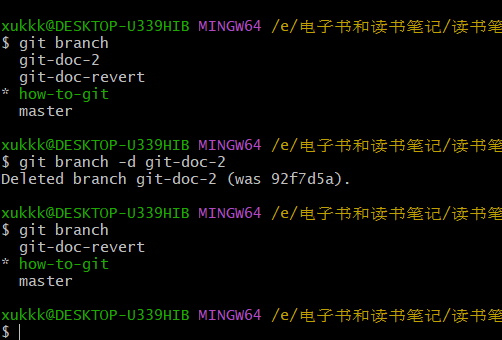 xukkk@DESKTOP-U339HIB MINGW64 /e/电子书和读书笔记/读书笔
$ git branch
  git-doc-2
  git-doc-revert
* how-to-git
  master
xukkk@DESKTOP-U339HIB MINGW64 /e/电子书和读书笔记/读书笔
$ git branch -d git-doc-2
Deleted branch git-doc-2 (was 92f7d5a).
xukkk@DESKTOP-U339HIB MINGW64 /e/电子书和读书笔记/读书笔
$ git branch
  git-doc-revert
* how-to-git
  master
xukkk@DESKTOP-U339HIB MINGW64 /e/电子书和读书笔记/读书笔
$